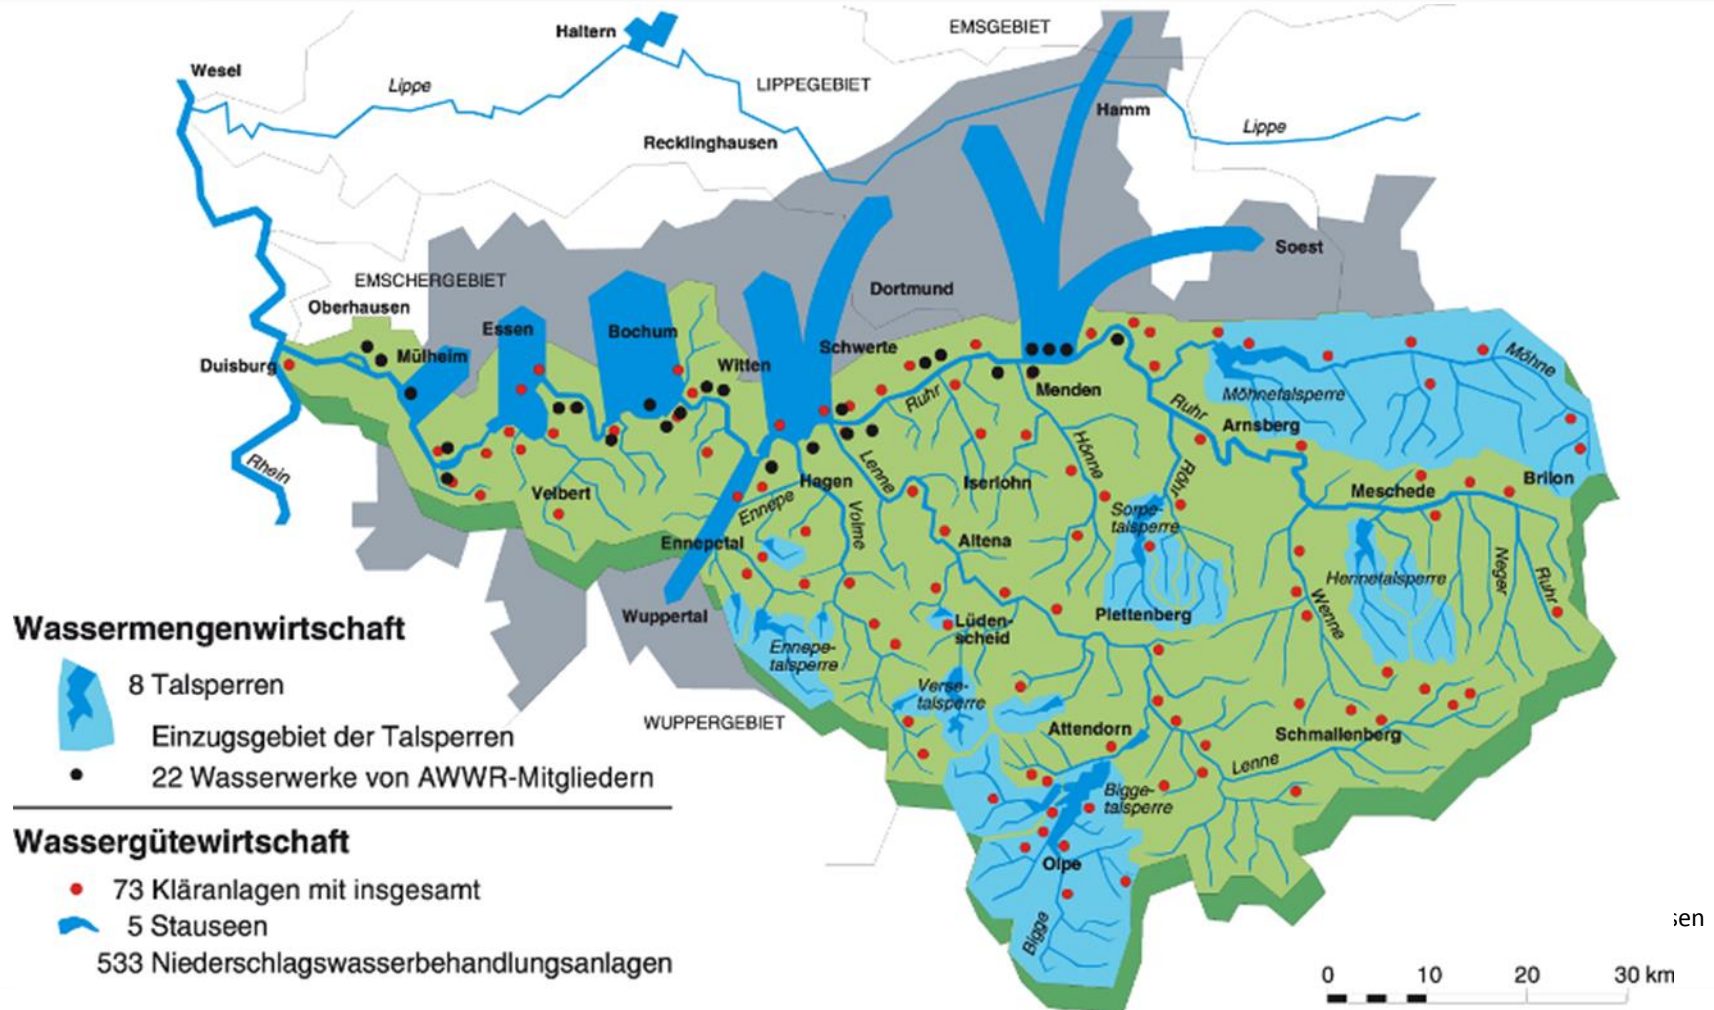 Haltern
EMSGEBIET
Wesel
Lippe
LIPPEGEBIET
Hamm
Lippe
Recklinghausen
Soest
EMSCHERGEBIET
Oberhausen
Dortmund
Essen
Bochum
Duisburg
Mülheim
Witten
Schwerte
Möhne
Menden
Möhnetalsperre
Ruhr
Ruhr
Arnsberg
Rhein
Hönne
Lenne
Hagen
Iserlohn
Röhr
Meschede
Brilon
Velbert
Ennepe
Volme
Sorpe-
talsperre
Ennepetal
Altena
Hennetalsperre
Neger
Ruhr
Wuppertal
Lüden-
scheid
Plettenberg
Wenne
Ennepe-
talsperre
Verse-
talsperre
WUPPERGEBIET
Attendorn
Schmallenberg
Lenne
Bigge-
talsperre
Olpe
Bigge
Wassermengenwirtschaft
8 Talsperren
Einzugsgebiet der Talsperren
22 Wasserwerke von AWWR-Mitgliedern
Wassergütewirtschaft
73 Kläranlagen mit insgesamt
5 Stauseen
533 Niederschlagswasserbehandlungsanlagen
sen
0 10 20 30 km